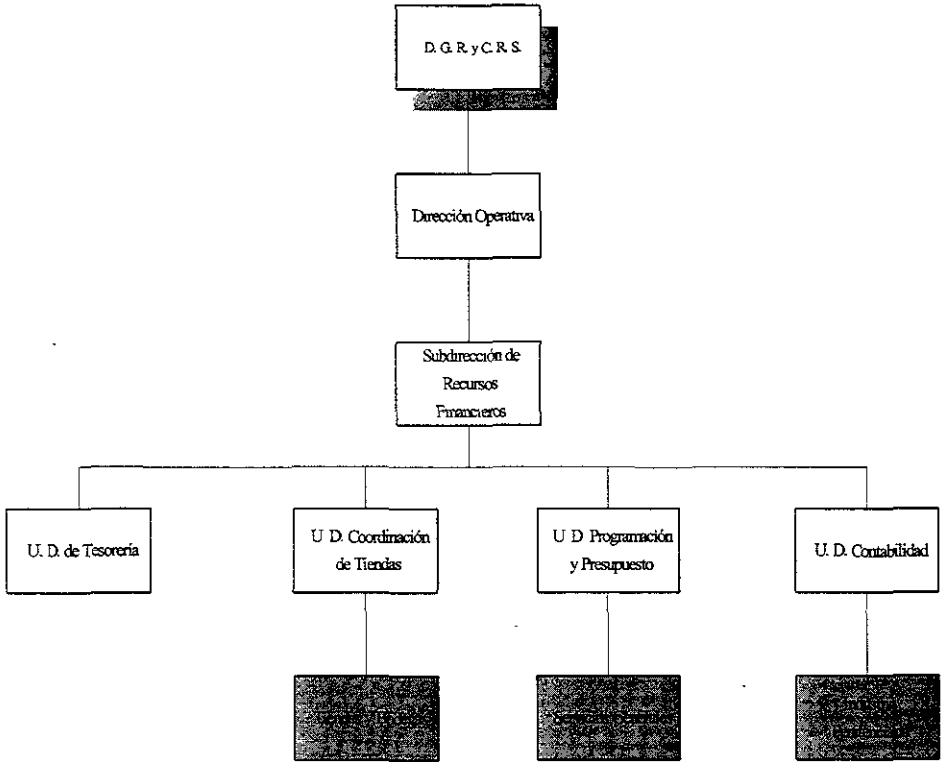 D. G. R. y C. R. S.
Dirección Operativa
Subdirección de
Recursos
Financieros
U. D. de Tesorería
U D. Coordinación
de Tiendas
U D Programación
y Presupuesto
U. D. Contabilidad